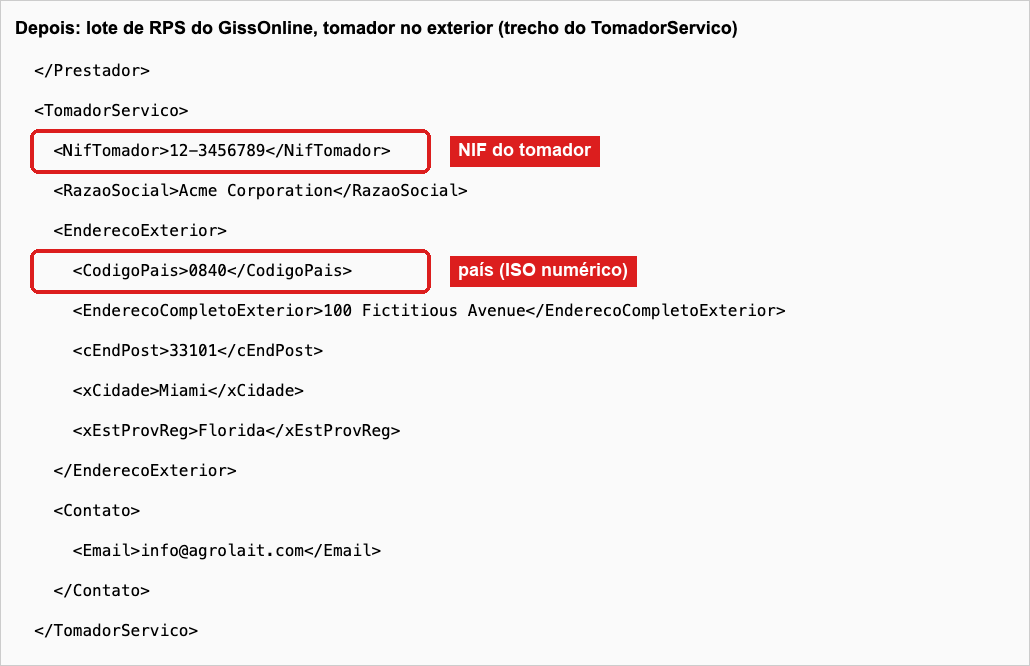 Depois: lote de RPS do GissOnline, tomador no exterior (trecho do TomadorServico)
</Prestador>
<TomadorServico>
<NifTomador>12-3456789</NifTomador> NIF do tomador
<RazaoSocial>Acme Corporation</RazaoSocial>
<EnderecoExterior>
<CodigoPais>0840</CodigoPais> país (ISO numérico)
<EnderecoCompletoExterior>100 Fictitious Avenue</EnderecoCompletoExterior>
<cEndPost>33101</cEndPost>
<xCidade>Miami</xCidade>
<xEstProvReg>Florida</xEstProvReg>
</EnderecoExterior>
<Contato>
<Email>info@agrolait.com</Email>
</Contato>
</TomadorServico>